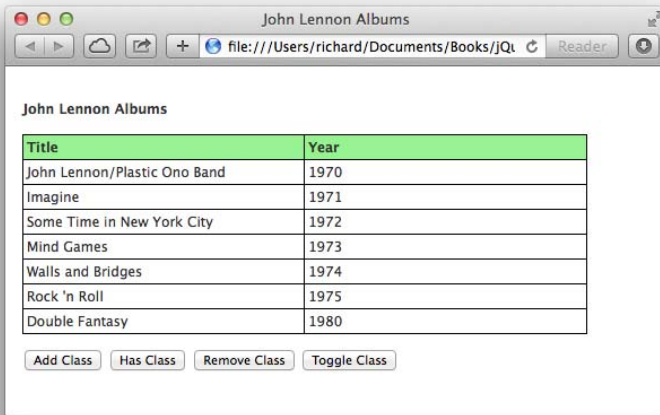 John Lennon Albums
file:///Users/richard/Documents/Books/jQu
Reader
John Lennon Albums
Title Year
John Lennon/Plastic Ono Band 1970
Imagine 1971
Some Time in New York City 1972
Mind Games 1973
Walls and Bridges 1974
Rock 'n Roll 1975
Double Fantasy 1980
Add Class Has Class Remove Class Toggle Class